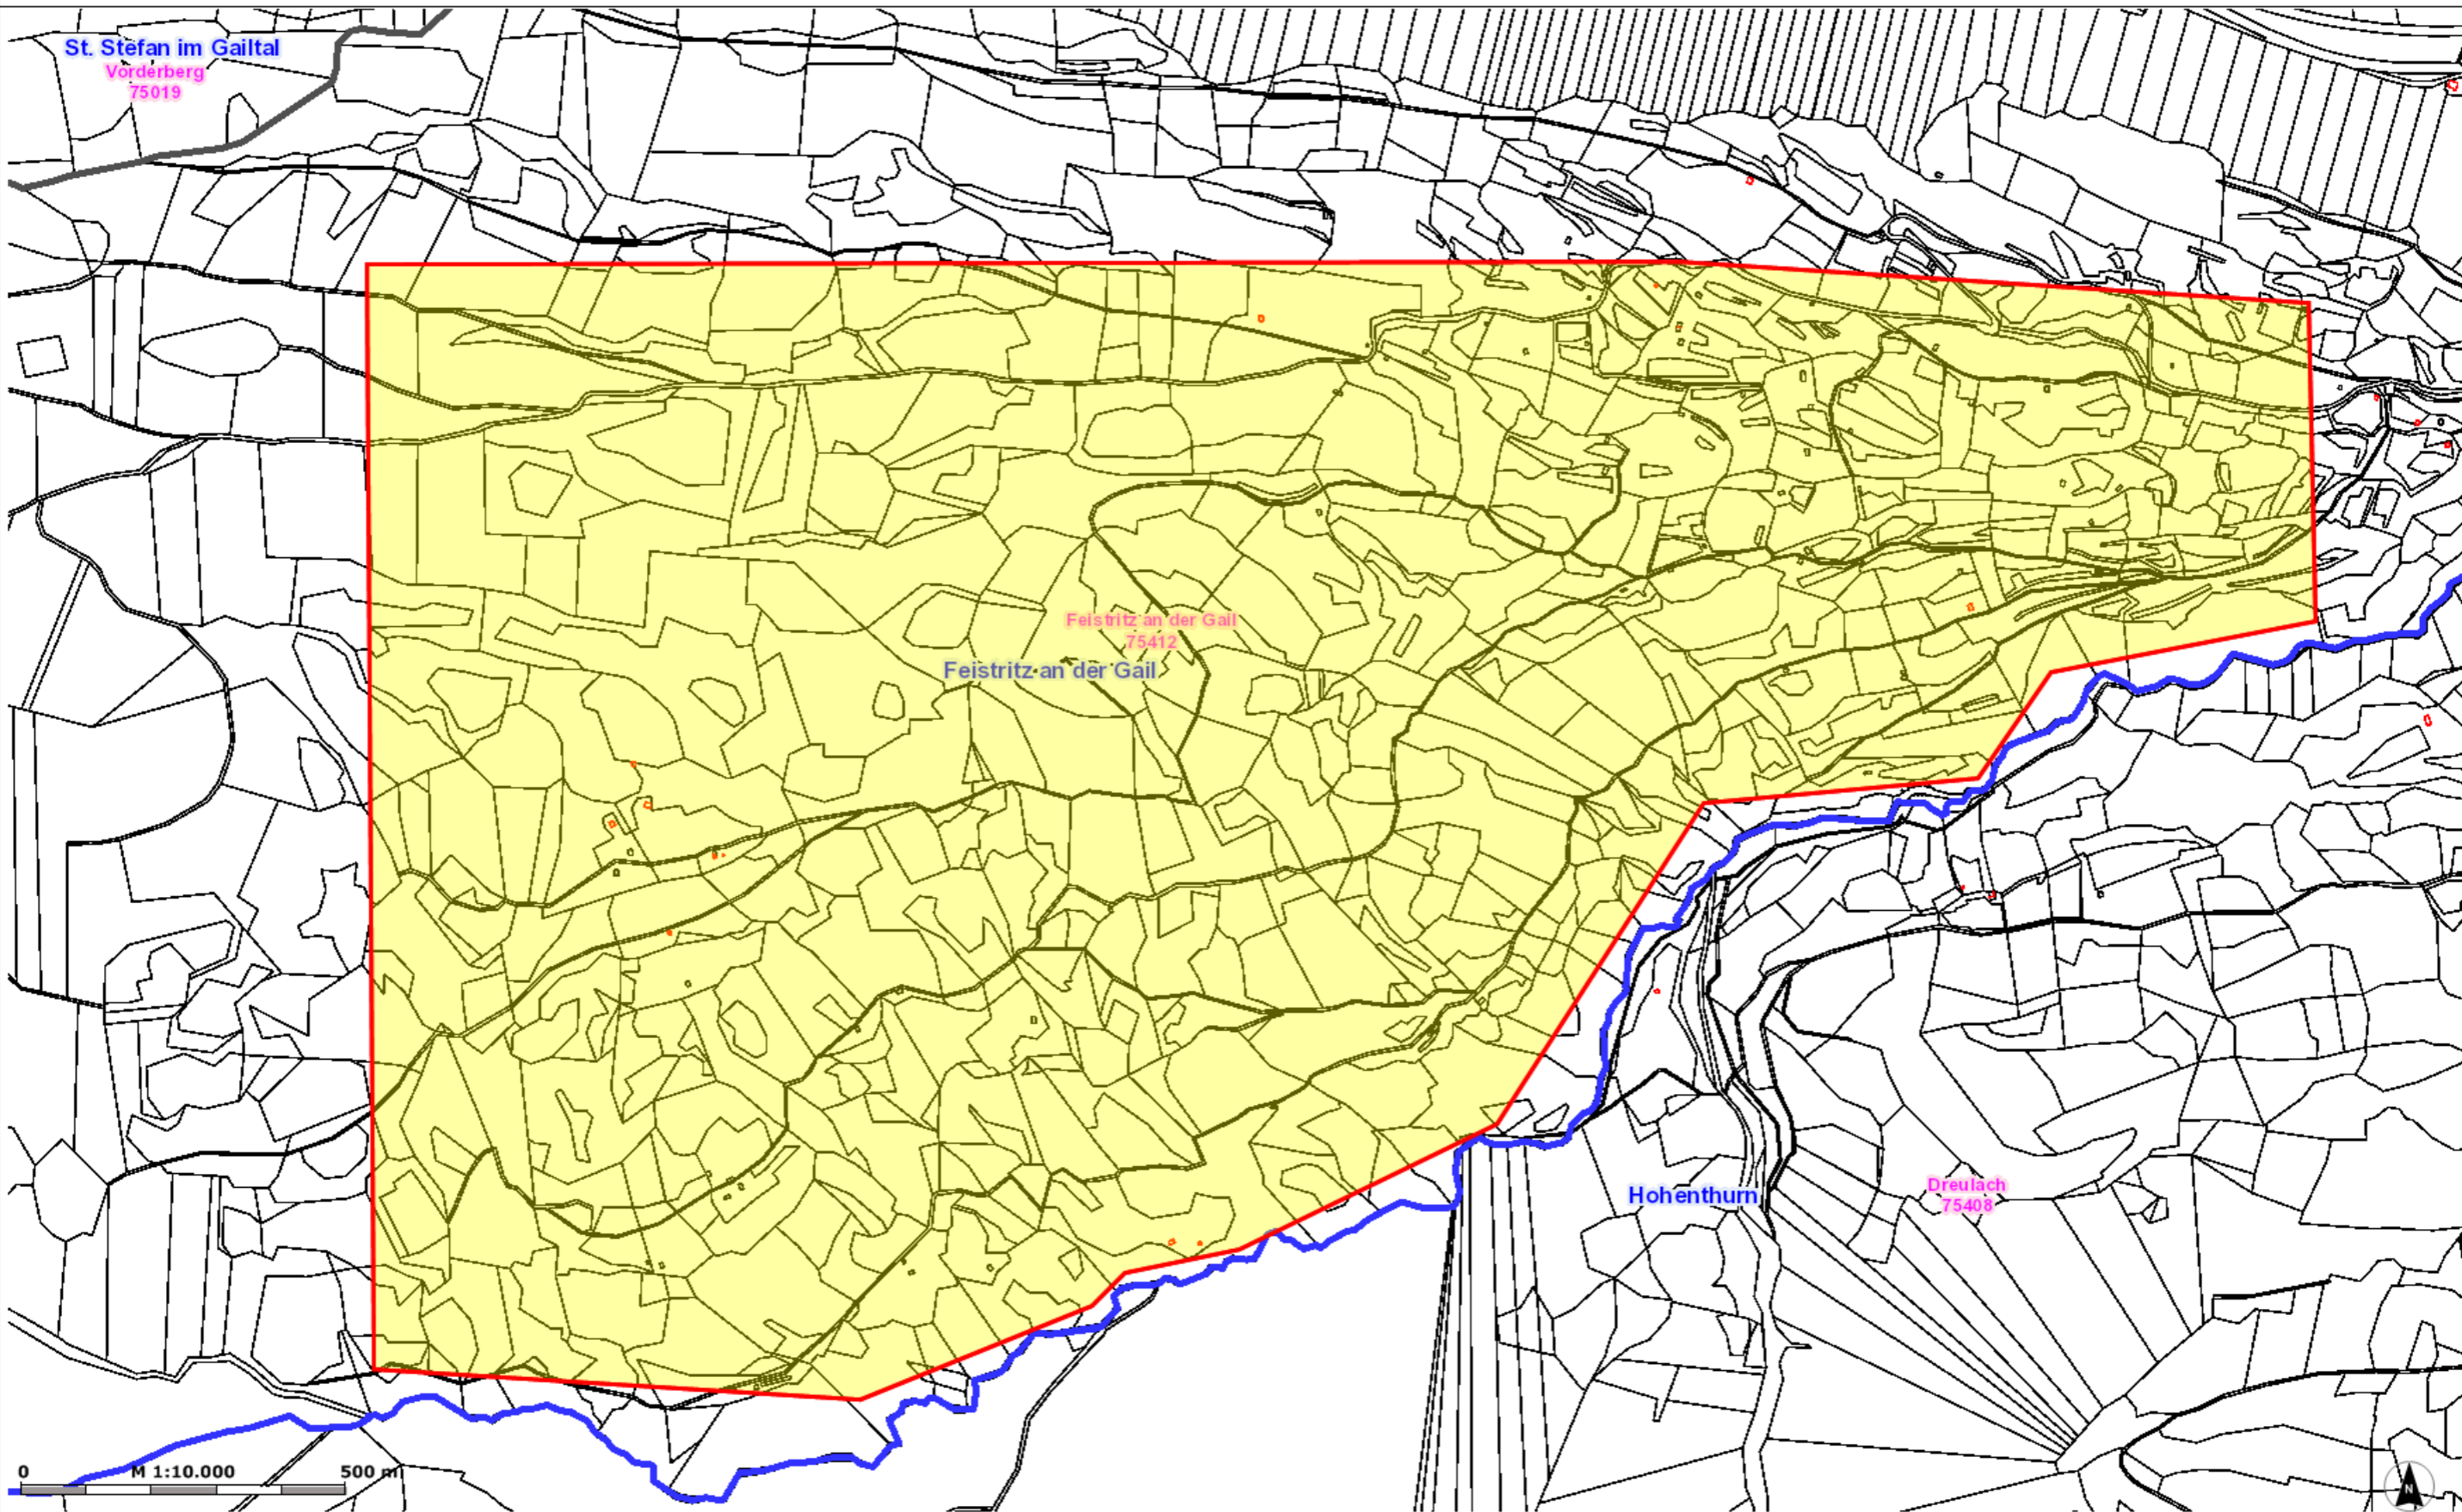 St. Stefan im Gailtal
Vorderberg
75019
Feistritz an der Gail
75412
Feistritz an der Gail
Hohenthurn
Dreulach
75408
0 M 1:10.000 500 m
N